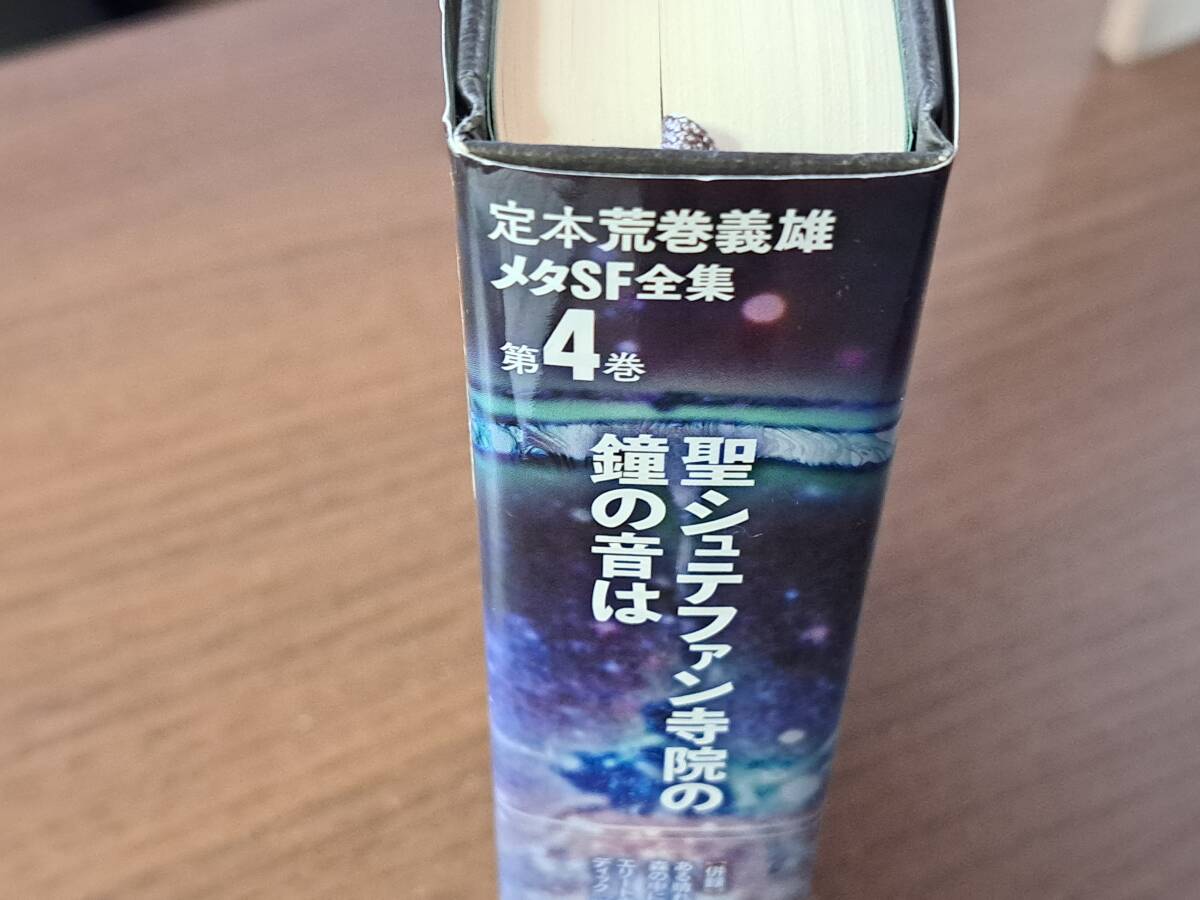 定本荒巻義雄
メタSF全集
第4巻
聖シュテファン寺院の
鐘の音は